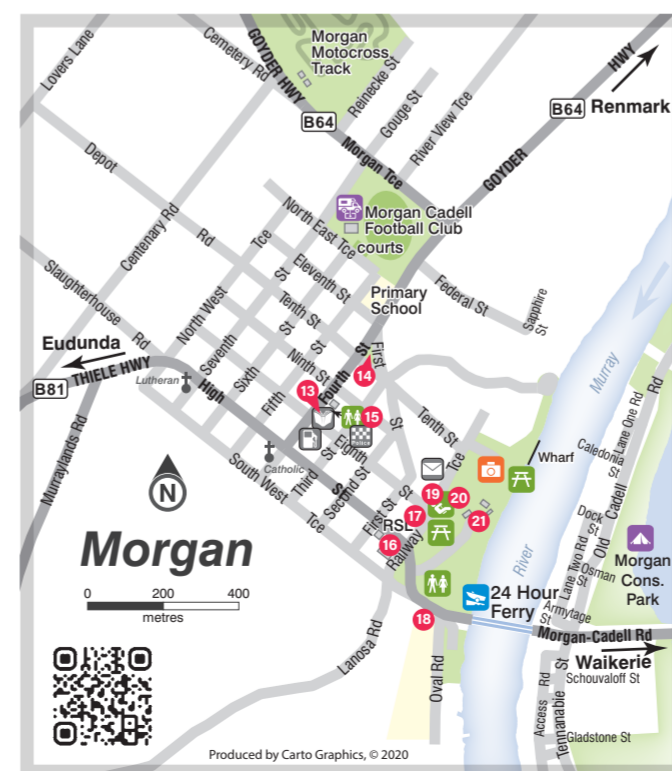 Lovers Lane
Cemetery Rd
GOYDER HWY
Morgan
Motocross
Track
Reinecke St
Gouge St
River View Tce
HWY
B64
Renmark
B64
Morgan Tce
GOYDER
Depot
Rd
Centenary Rd
North West
Tce
North East Tce
Morgan Cadell
Football Club
courts
Slaughterhouse
Rd
Seventh
St
Eleventh St
Tenth St
St
Primary
School
Federal St
Sapphire
St
Eudunda
THIELE HWY
B81
Lutheran
High
St
Sixth
St
Fifth
Ninth St
Fourth
St
First
St
13
14
15
Police
Murray
Lane One Rd
Rd
Murraylands Rd
Catholic
South West
Tce
Third
St
Second St
Eighth
St
Tenth St
Tce
Wharf
Caledonia
St
Cadell
Old
N
First St
RSL
Railway
16
17
19
20
21
Dock
St
Lane Two Rd
Osman
St
Morgan
Cons.
Park
Morgan
0 200 400
metres
River
24 Hour
Ferry
18
Armytage
St
Morgan-Cadell Rd
Waikerie
Lanosa Rd
Oval Rd
Access Rd
Tennanabie St
Schouvaloff St
Gladstone St
Produced by Carto Graphics, © 2020